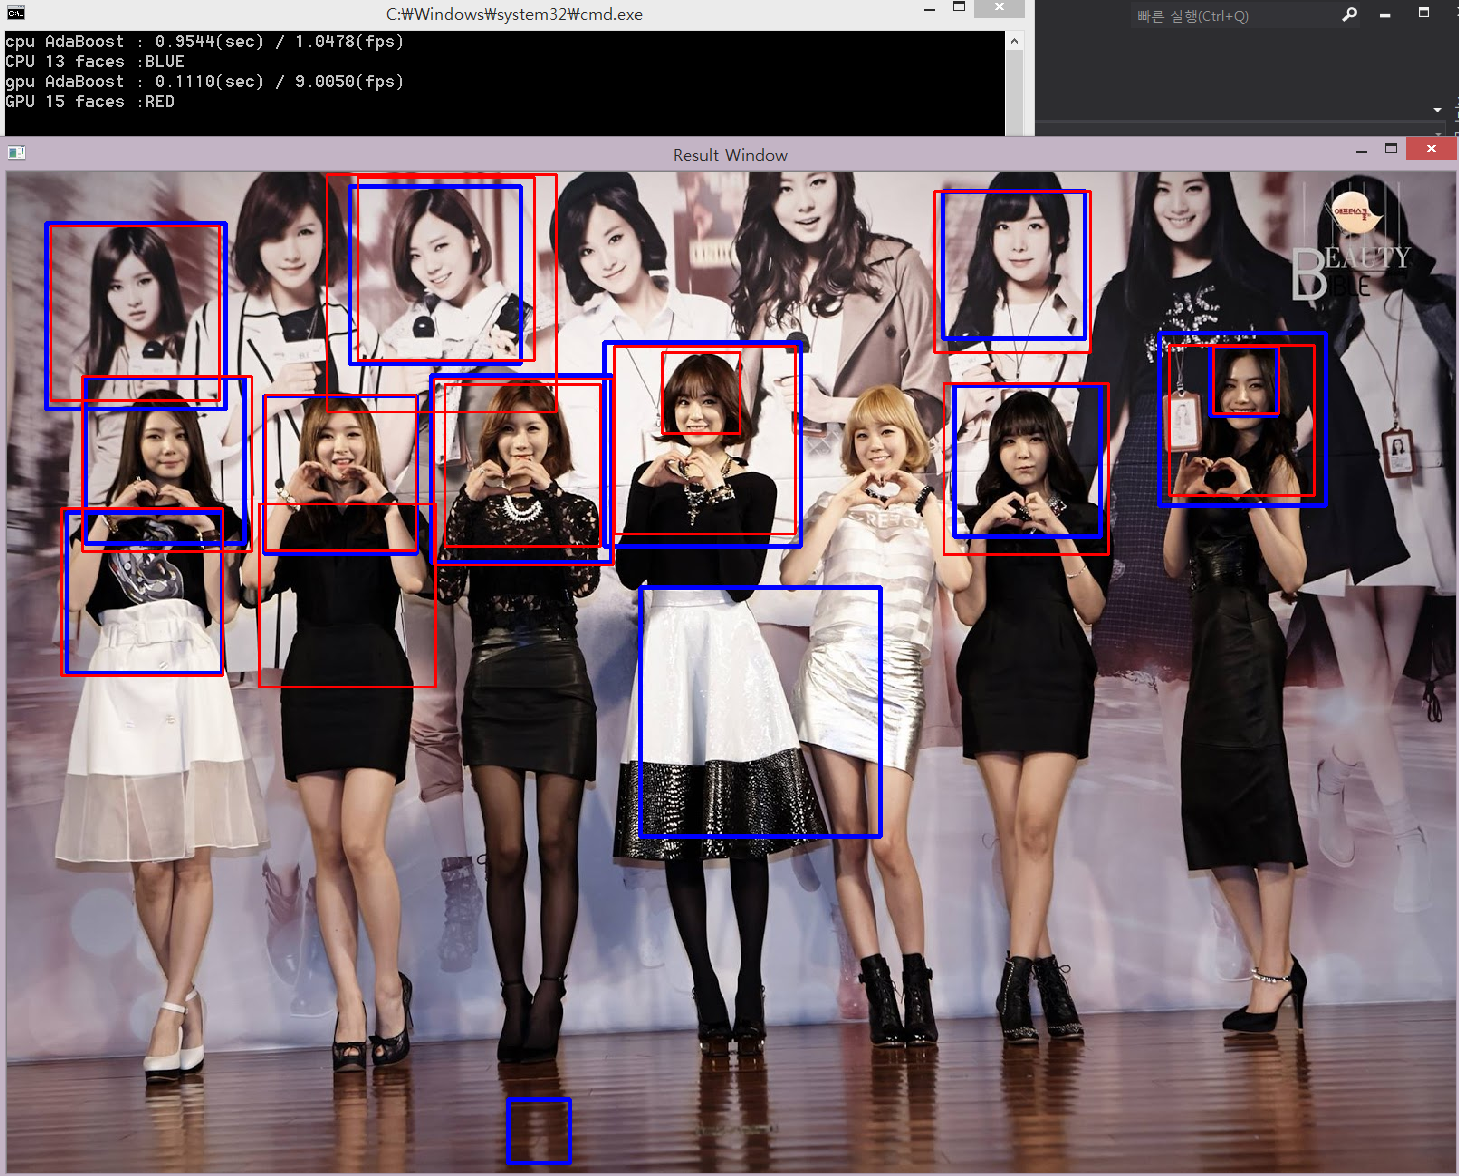 C:₩Windows₩system32₩cmd.exe
빠른 실행(Ctrl+Q)
cpu AdaBoost : 0.9544(sec) / 1.0478(fps)
CPU 13 faces :BLUE
gpu AdaBoost : 0.1110(sec) / 9.0050(fps)
GPU 15 faces :RED
Result Window
BEAUTY
BIBLE